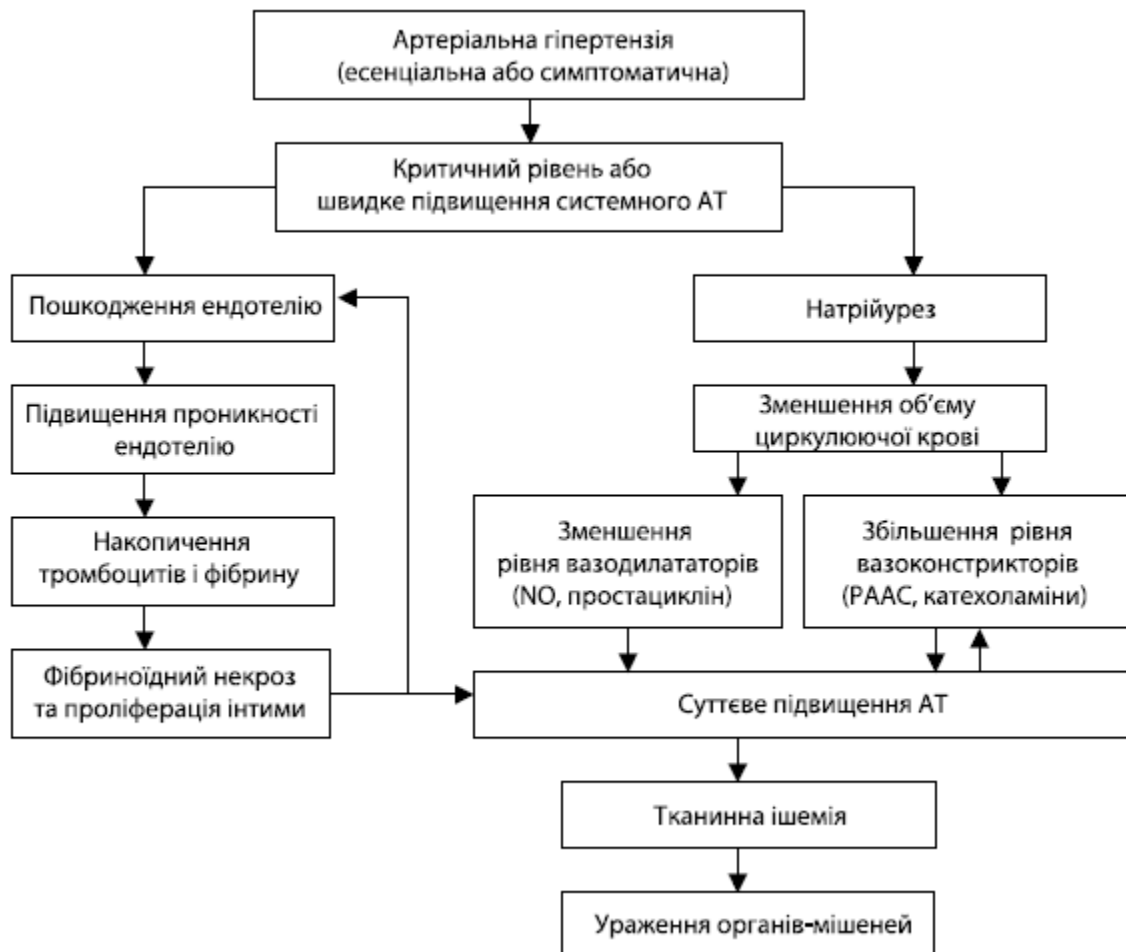 Артеріальна гіпертензія
(есенціальна або симптоматична)
Критичний рівень або
швидке підвищення системного АТ
Пошкодження ендотелію
Натрійурез
Підвищення проникності
ендотелію
Зменшення об’єму
циркулюючої крові
Накопичення
тромбоцитів і фібрину
Зменшення
рівня вазодилататорів
(NO, простациклін)
Збільшення рівня
вазоконстрикторів
(РААС, катехоламіни)
Фібриноїдний некроз
та проліферація інтими
Суттєве підвищення АТ
Тканинна ішемія
Ураження органів-мішеней